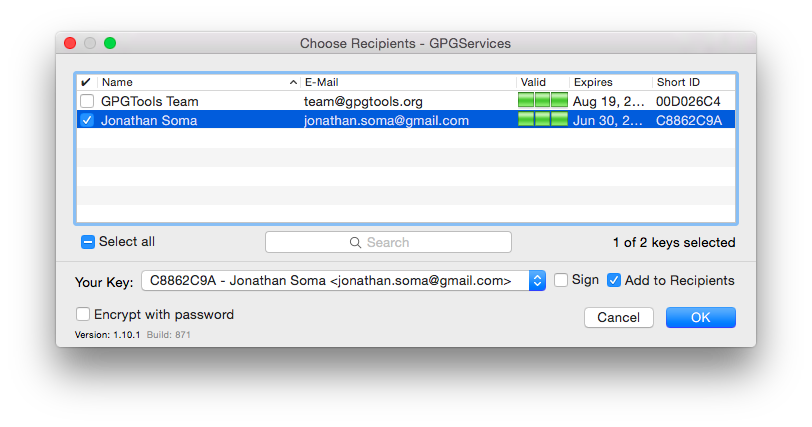 Choose Recipients - GPGServices
✔ Name E-Mail Valid Expires Short ID
GPGTools Team team@gpgtools.org Aug 19, 2... 00D026C4
Jonathan Soma jonathan.soma@gmail.com Jun 30, 2... C8862C9A
Select all Search 1 of 2 keys selected
Your Key: C8862C9A - Jonathan Soma <jonathan.soma@gmail.com> Sign Add to Recipients
Encrypt with password Cancel OK
Version: 1.10.1 Build: 871